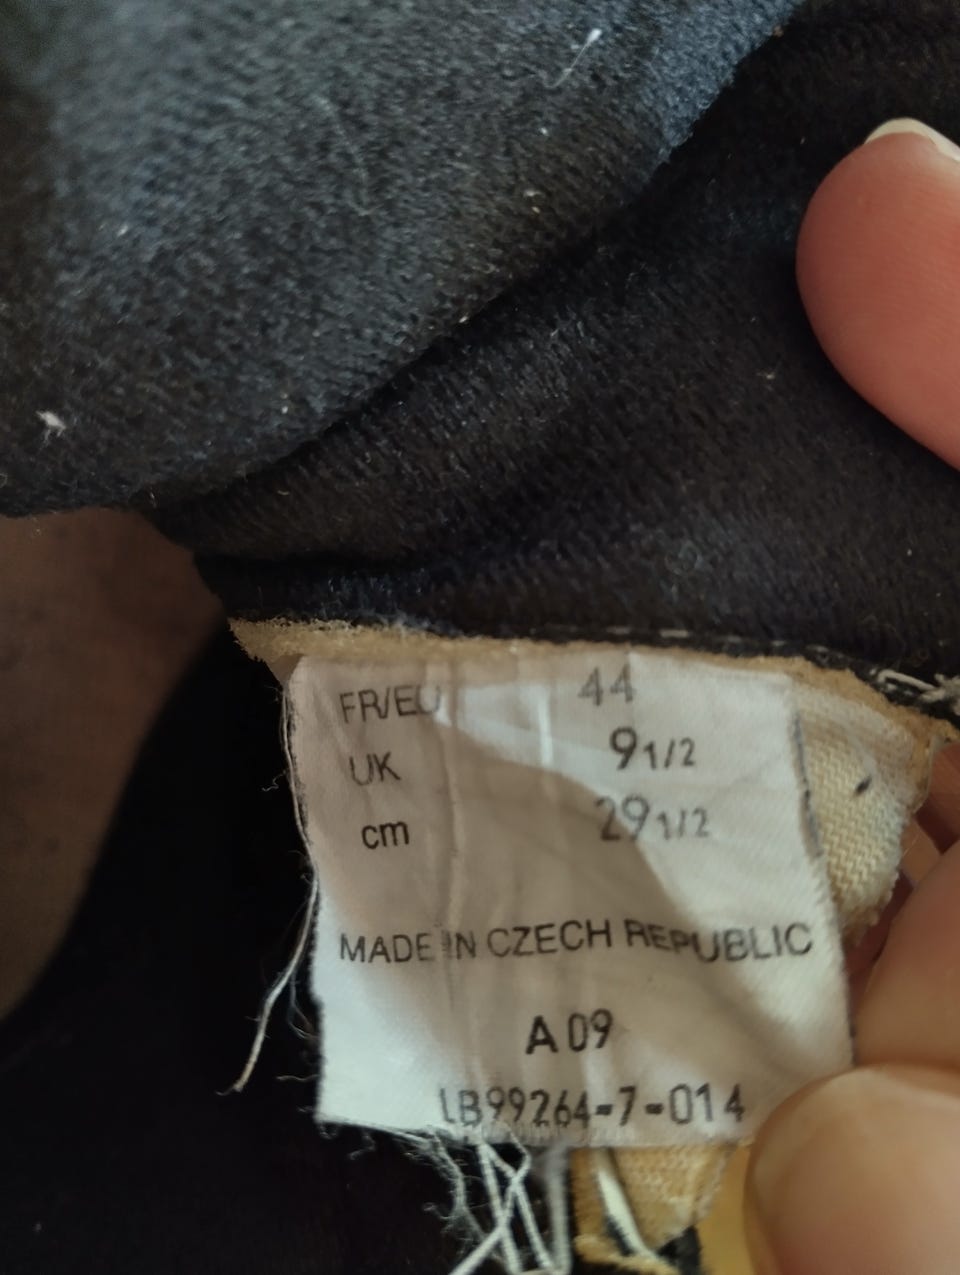 FR/EU 44
UK 9 1/2
cm 29 1/2
MADE IN CZECH REPUBLIC
A 09
LB99264-7-014